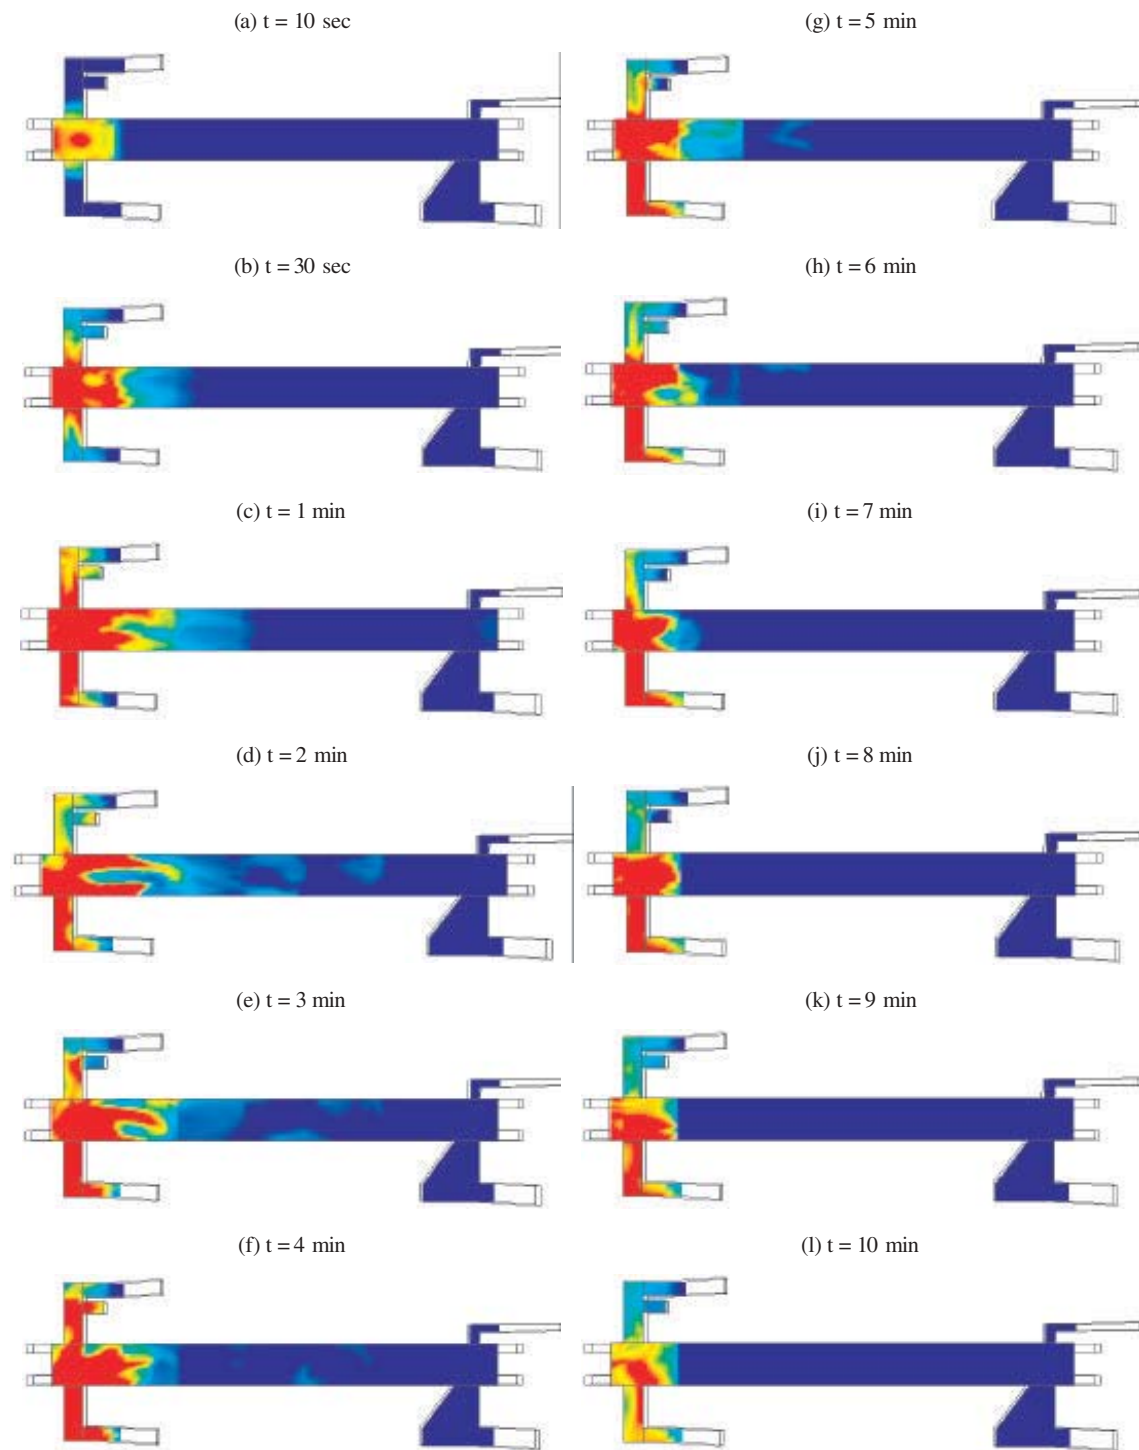 (a) t = 10 sec
(g) t = 5 min
(b) t = 30 sec
(h) t = 6 min
(c) t = 1 min
(i) t = 7 min
(d) t = 2 min
(j) t = 8 min
(e) t = 3 min
(k) t = 9 min
(f) t = 4 min
(l) t = 10 min